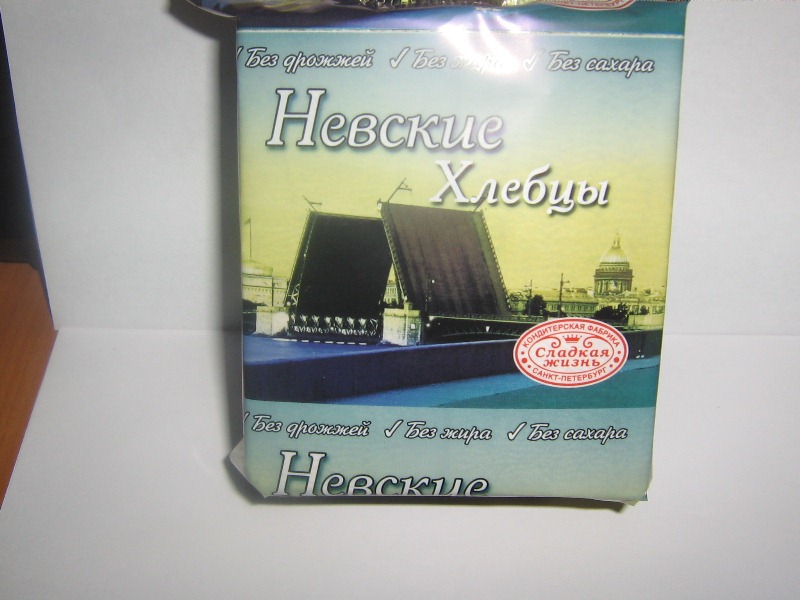 ✓ Без дрожжей ✓ Без жира ✓ Без сахара
Невские
Хлебцы
КОНДИТЕРСКАЯ ФАБРИКА
Сладкая
жизнь
САНКТ-ПЕТЕРБУРГ
✓ Без дрожжей ✓ Без жира ✓ Без сахара
Невские